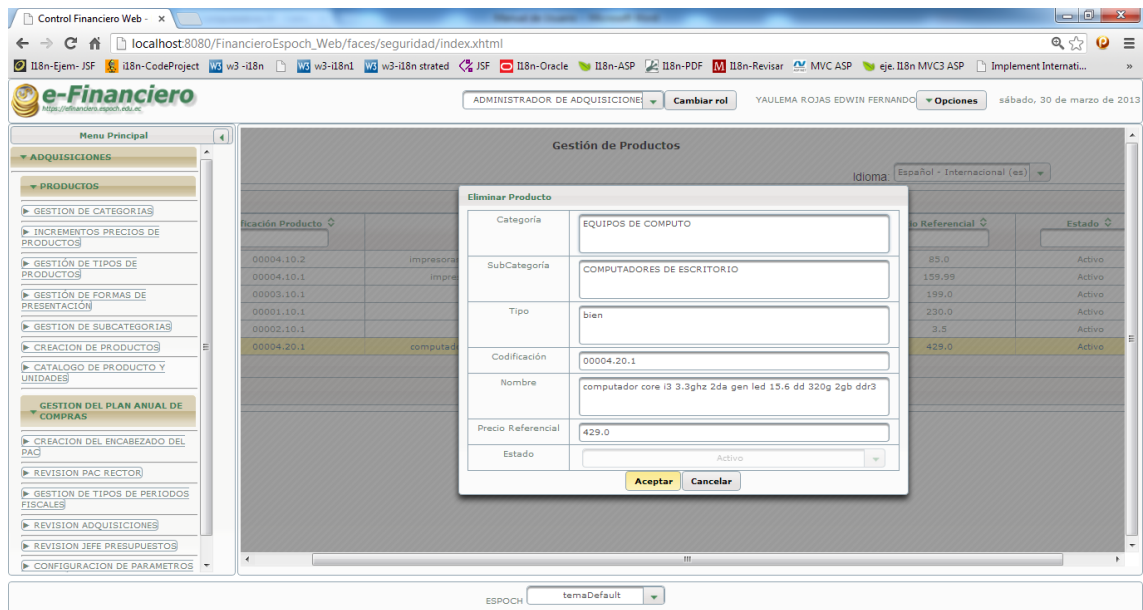 Control Financiero Web -
localhost:8080/FinancieroEspoch_Web/faces/seguridad/index.xhtml
I18n-Ejem- JSF
i18n-CodeProject
w3 -i18n
w3-i18n1
w3-i18n strated
JSF
I18n-Oracle
I18n-ASP
I18n-PDF
I18n-Revisar
MVC ASP
eje. I18n MVC3 ASP
Implement Internati...
»
e-Financiero
https://efinanciero.espoch.edu.ec
ADMINISTRADOR DE ADQUISICIONE
Cambiar rol
YAULEMA ROJAS EDWIN FERNANDO
Opciones
sábado, 30 de marzo de 2013
Menu Principal
ADQUISICIONES
PRODUCTOS
GESTION DE CATEGORIAS
INCREMENTOS PRECIOS DE
PRODUCTOS
GESTIÓN DE TIPOS DE
PRODUCTOS
GESTIÓN DE FORMAS DE
PRESENTACIÓN
GESTION DE SUBCATEGORIAS
CREACION DE PRODUCTOS
CATALOGO DE PRODUCTO Y
UNIDADES
GESTION DEL PLAN ANUAL DE
COMPRAS
CREACION DEL ENCABEZADO DEL
PAC
REVISION PAC RECTOR
GESTION DE TIPOS DE PERIODOS
FISCALES
REVISION ADQUISICIONES
REVISION JEFE PRESUPUESTOS
CONFIGURACION DE PARAMETROS
Gestión de Productos
Idioma: Español - Internacional (es)
ficación Producto
o Referencial
Estado
00004.10.2 impresoras 85.0 Activo
00004.10.1 impre 159.99 Activo
00003.10.1 199.0 Activo
00001.10.1 230.0 Activo
00002.10.1 3.5 Activo
00004.20.1 computado 429.0 Activo
Eliminar Producto
Categoría EQUIPOS DE COMPUTO
SubCategoría COMPUTADORES DE ESCRITORIO
Tipo bien
Codificación 00004.20.1
Nombre computador core i3 3.3ghz 2da gen led 15.6 dd 320g 2gb ddr3
Precio Referencial 429.0
Estado Activo
Aceptar Cancelar
ESPOCH temaDefault